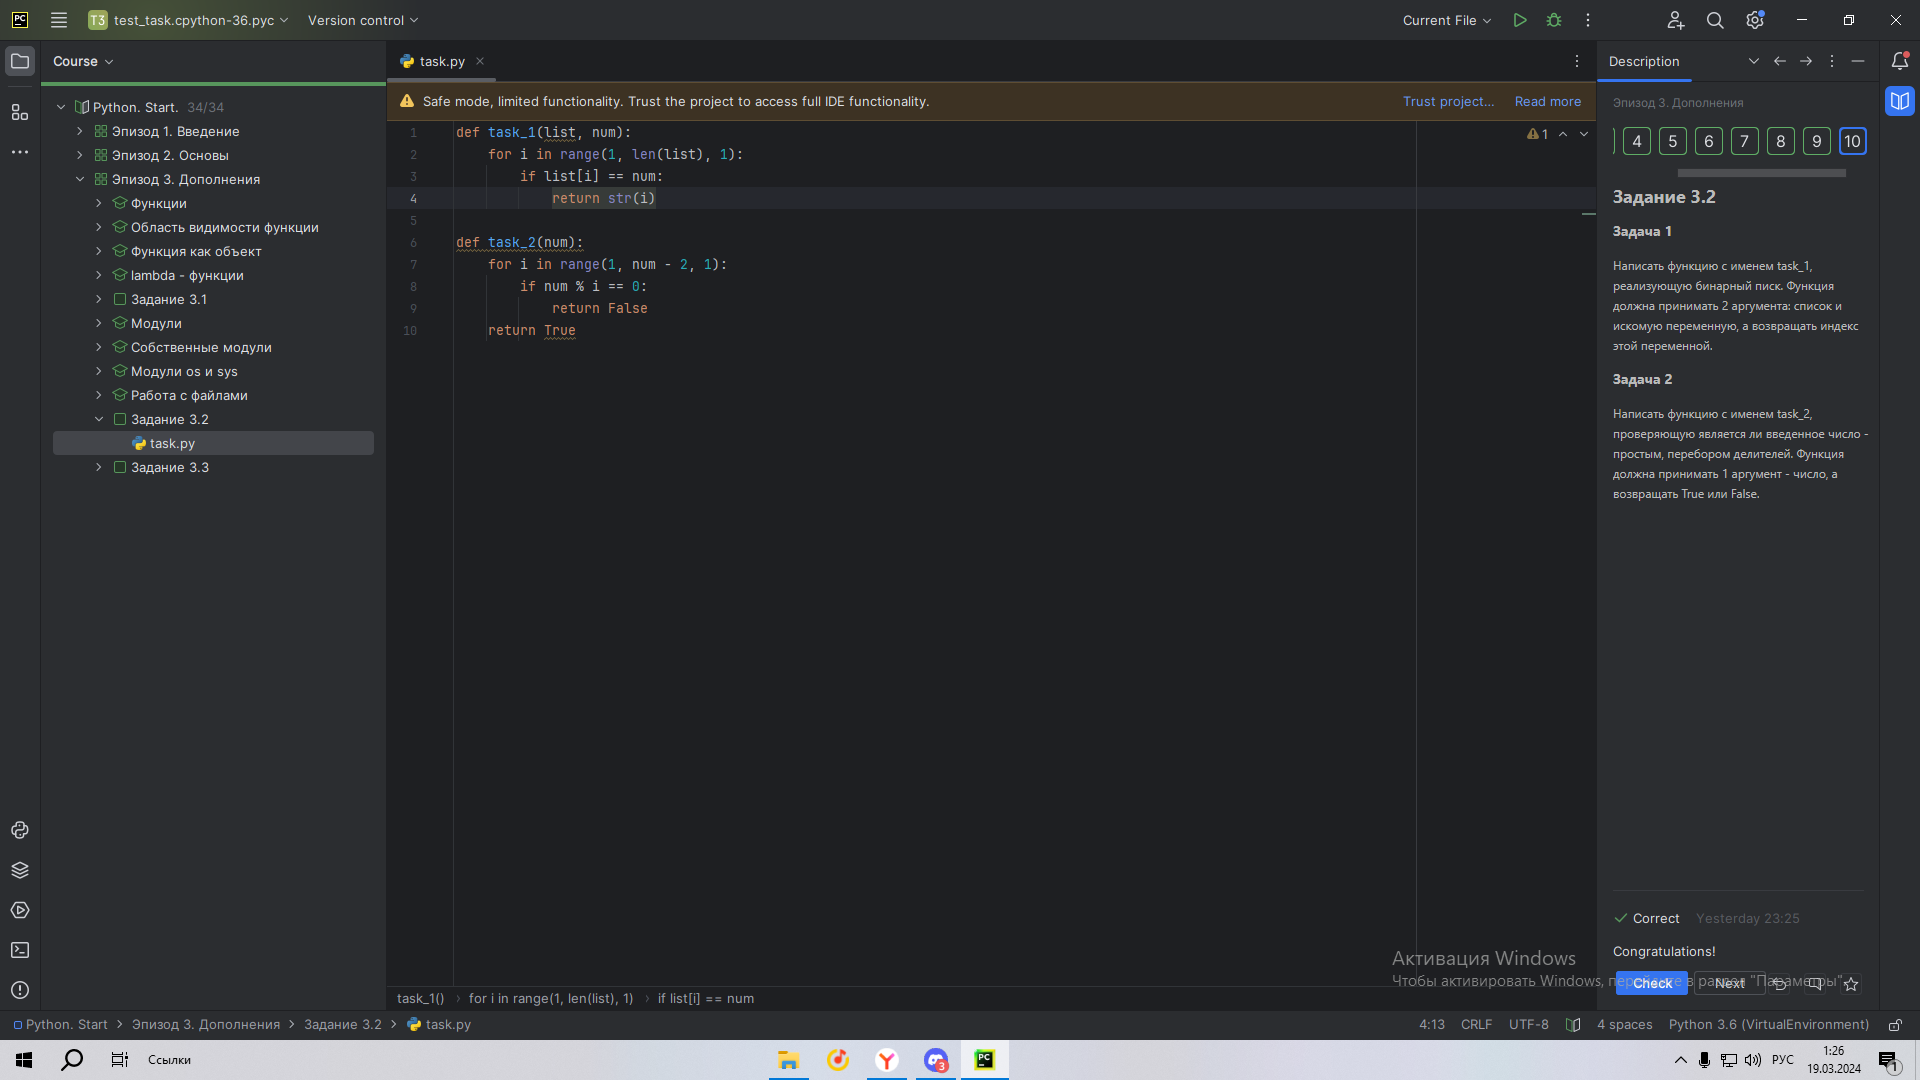 PC
T3 test_task.cpython-36.pyc
Version control
Current File
Course
Python. Start. 34/34
Эпизод 1. Введение
Эпизод 2. Основы
Эпизод 3. Дополнения
Функции
Область видимости функции
Функция как объект
lambda - функции
Задание 3.1
Модули
Собственные модули
Модули os и sys
Работа с файлами
Задание 3.2
task.py
Задание 3.3
task.py
Safe mode, limited functionality. Trust the project to access full IDE functionality.
Trust project...
Read more
1 def task_1(list, num):
2 for i in range(1, len(list), 1):
3 if list[i] == num:
4 return str(i)
5
6 def task_2(num):
7 for i in range(1, num - 2, 1):
8 if num % i == 0:
9 return False
10 return True
1
Description
Эпизод 3. Дополнения
4 5 6 7 8 9 10
Задание 3.2
Задача 1
Написать функцию с именем task_1,
реализующую бинарный писк. Функция
должна принимать 2 аргумента: список и
искомую переменную, а возвращать индекс
этой переменной.
Задача 2
Написать функцию с именем task_2,
проверяющую является ли введенное число -
простым, перебором делителей. Функция
должна принимать 1 аргумент - число, а
возвращать True или False.
Correct Yesterday 23:25
Congratulations!
Check
Next
Активация Windows
Чтобы активировать Windows, перейдите в раздел "Параметры".
task_1() for i in range(1, len(list), 1) if list[i] == num
Python. Start Эпизод 3. Дополнения Задание 3.2 task.py
4:13 CRLF UTF-8 4 spaces Python 3.6 (VirtualEnvironment)
Ссылки
3
PC
РУС
1:26
19.03.2024
1